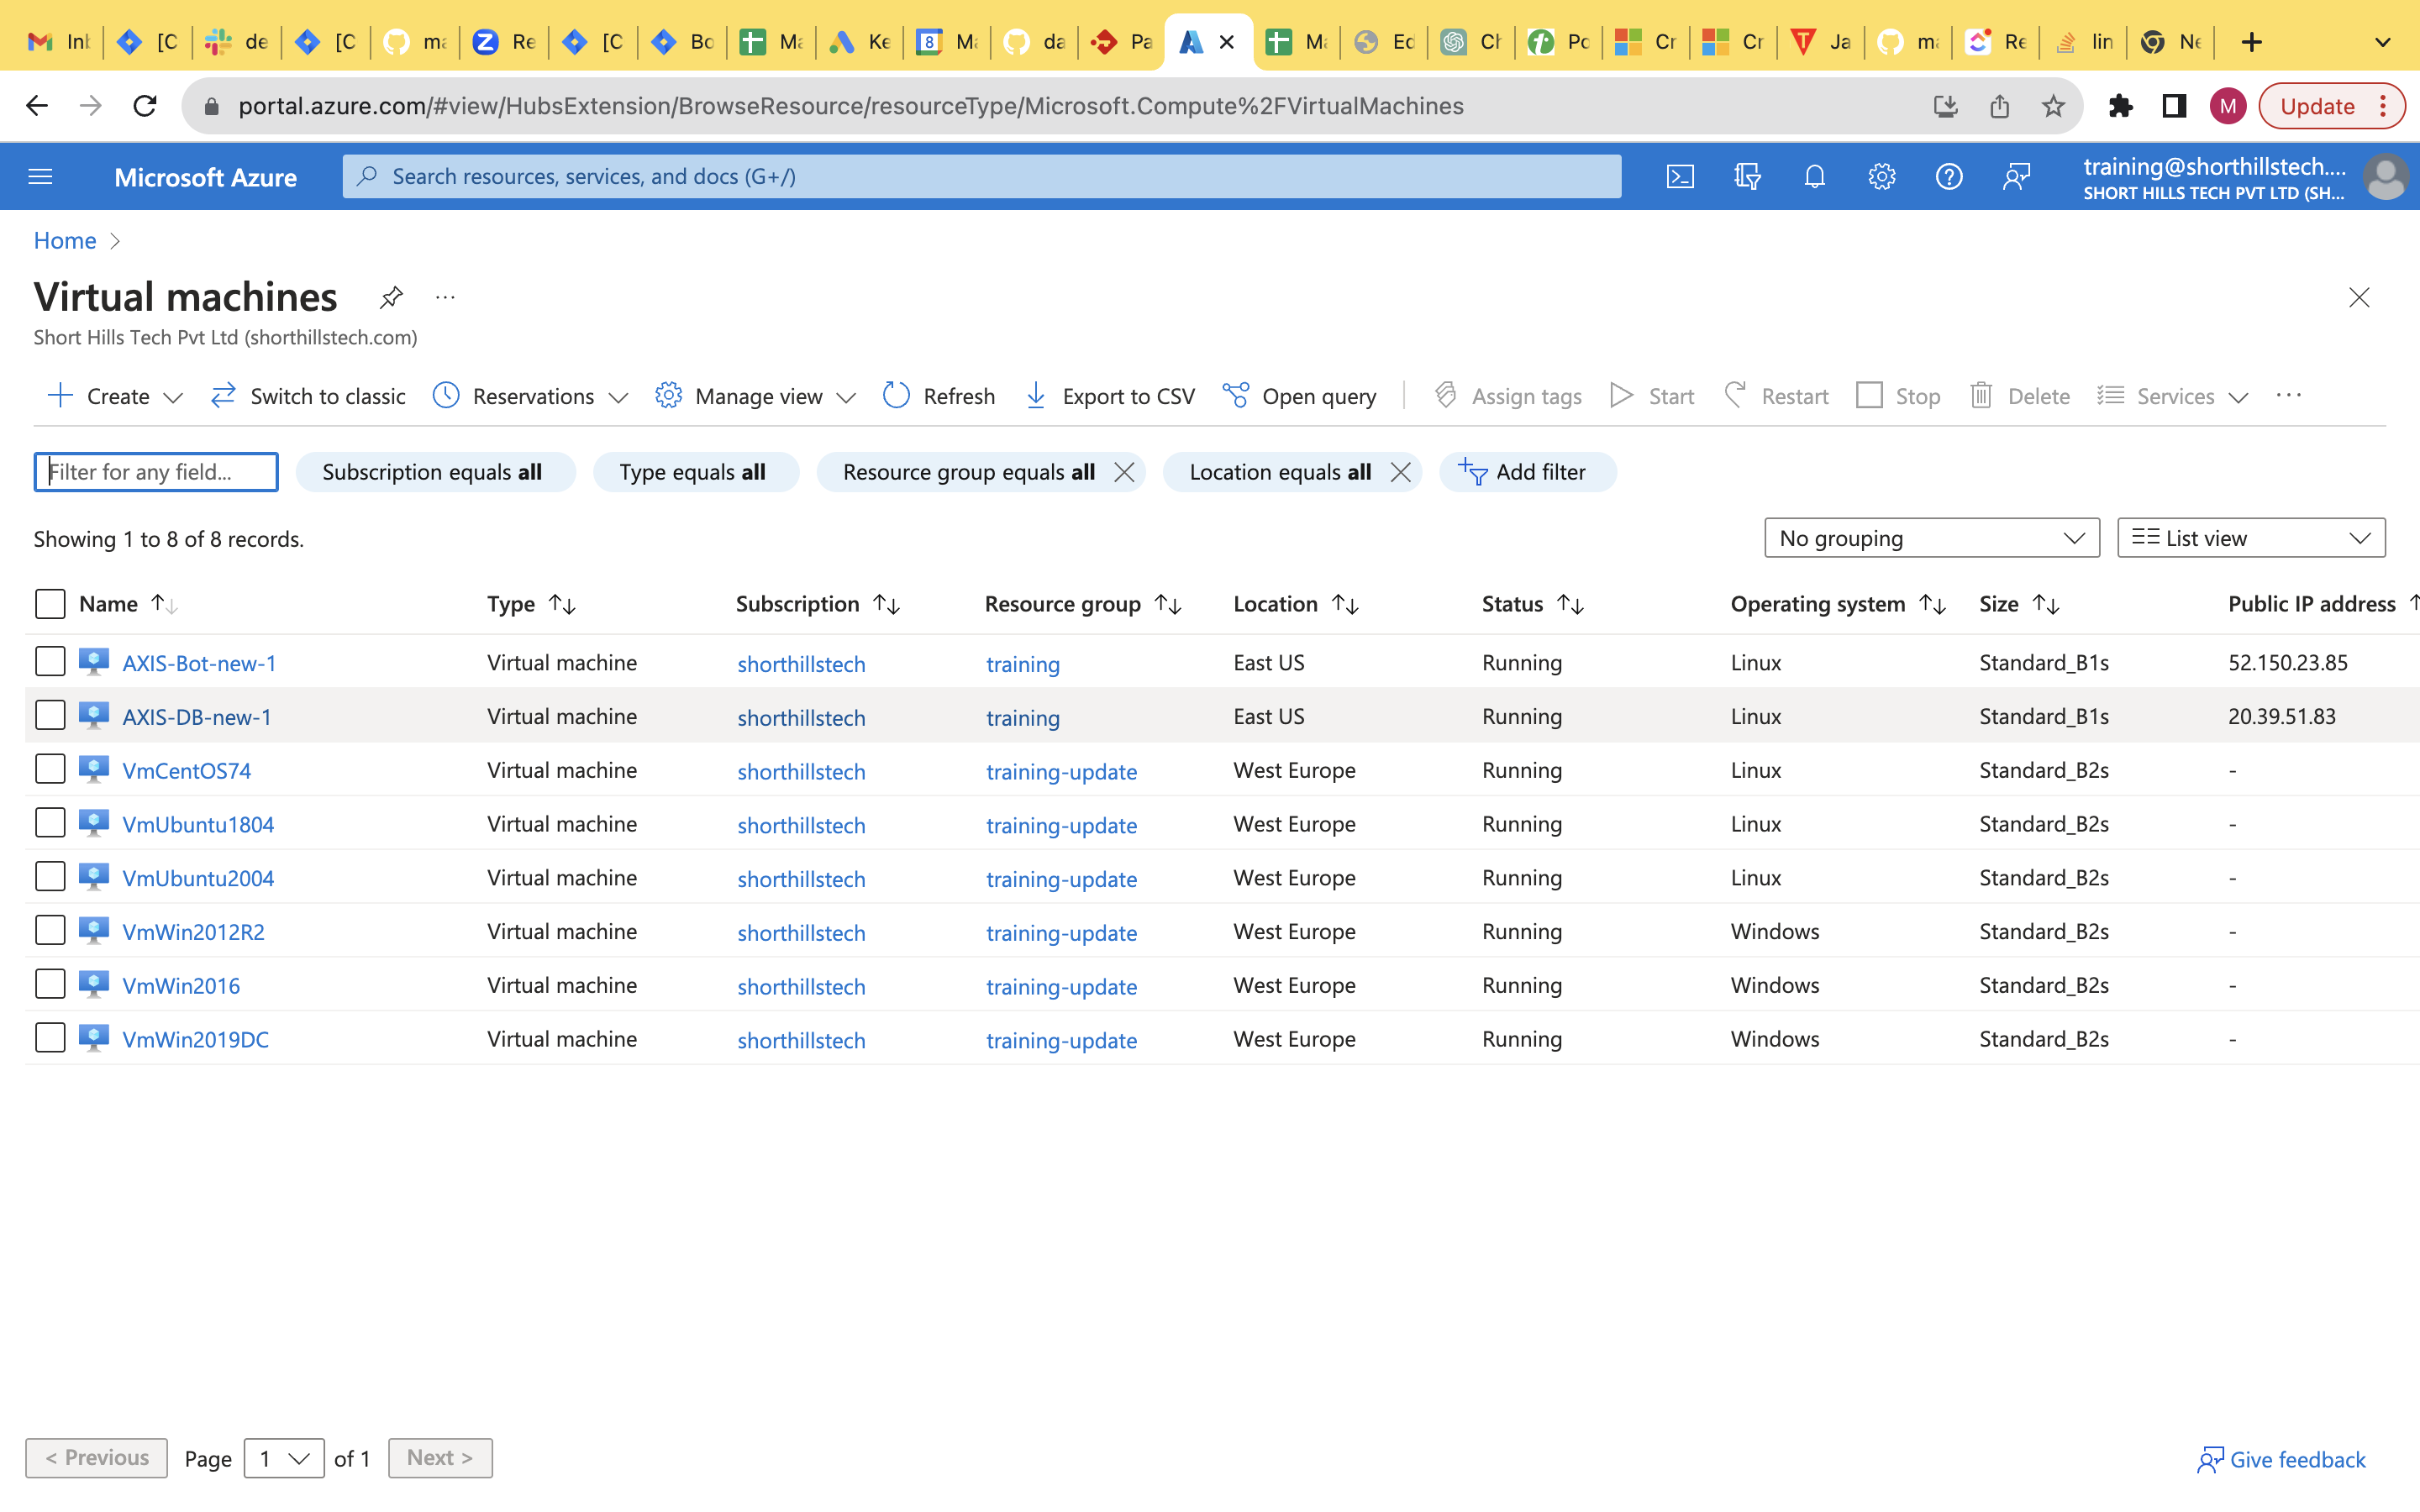 Inb [C de [C ma Re [C Bo Ma Ke Ma da Pa Ma Ed Ch Po Cr Cr Ja ma Re lin Ne
portal.azure.com/#view/HubsExtension/BrowseResource/resourceType/Microsoft.Compute%2FVirtualMachines M Update
Microsoft Azure Search resources, services, and docs (G+/) training@shorthillstech....
SHORT HILLS TECH PVT LTD (SH...
Home >
Virtual machines ...
Short Hills Tech Pvt Ltd (shorthillstech.com)
Create Switch to classic Reservations Manage view Refresh Export to CSV Open query Assign tags Start Restart Stop Delete Services ...
Filter for any field... Subscription equals all Type equals all Resource group equals all Location equals all Add filter
Showing 1 to 8 of 8 records. No grouping List view
Name Type Subscription Resource group Location Status Operating system Size Public IP address
AXIS-Bot-new-1 Virtual machine shorthillstech training East US Running Linux Standard_B1s 52.150.23.85
AXIS-DB-new-1 Virtual machine shorthillstech training East US Running Linux Standard_B1s 20.39.51.83
VmCentOS74 Virtual machine shorthillstech training-update West Europe Running Linux Standard_B2s -
VmUbuntu1804 Virtual machine shorthillstech training-update West Europe Running Linux Standard_B2s -
VmUbuntu2004 Virtual machine shorthillstech training-update West Europe Running Linux Standard_B2s -
VmWin2012R2 Virtual machine shorthillstech training-update West Europe Running Windows Standard_B2s -
VmWin2016 Virtual machine shorthillstech training-update West Europe Running Windows Standard_B2s -
VmWin2019DC Virtual machine shorthillstech training-update West Europe Running Windows Standard_B2s -
< Previous Page 1 of 1 Next > Give feedback